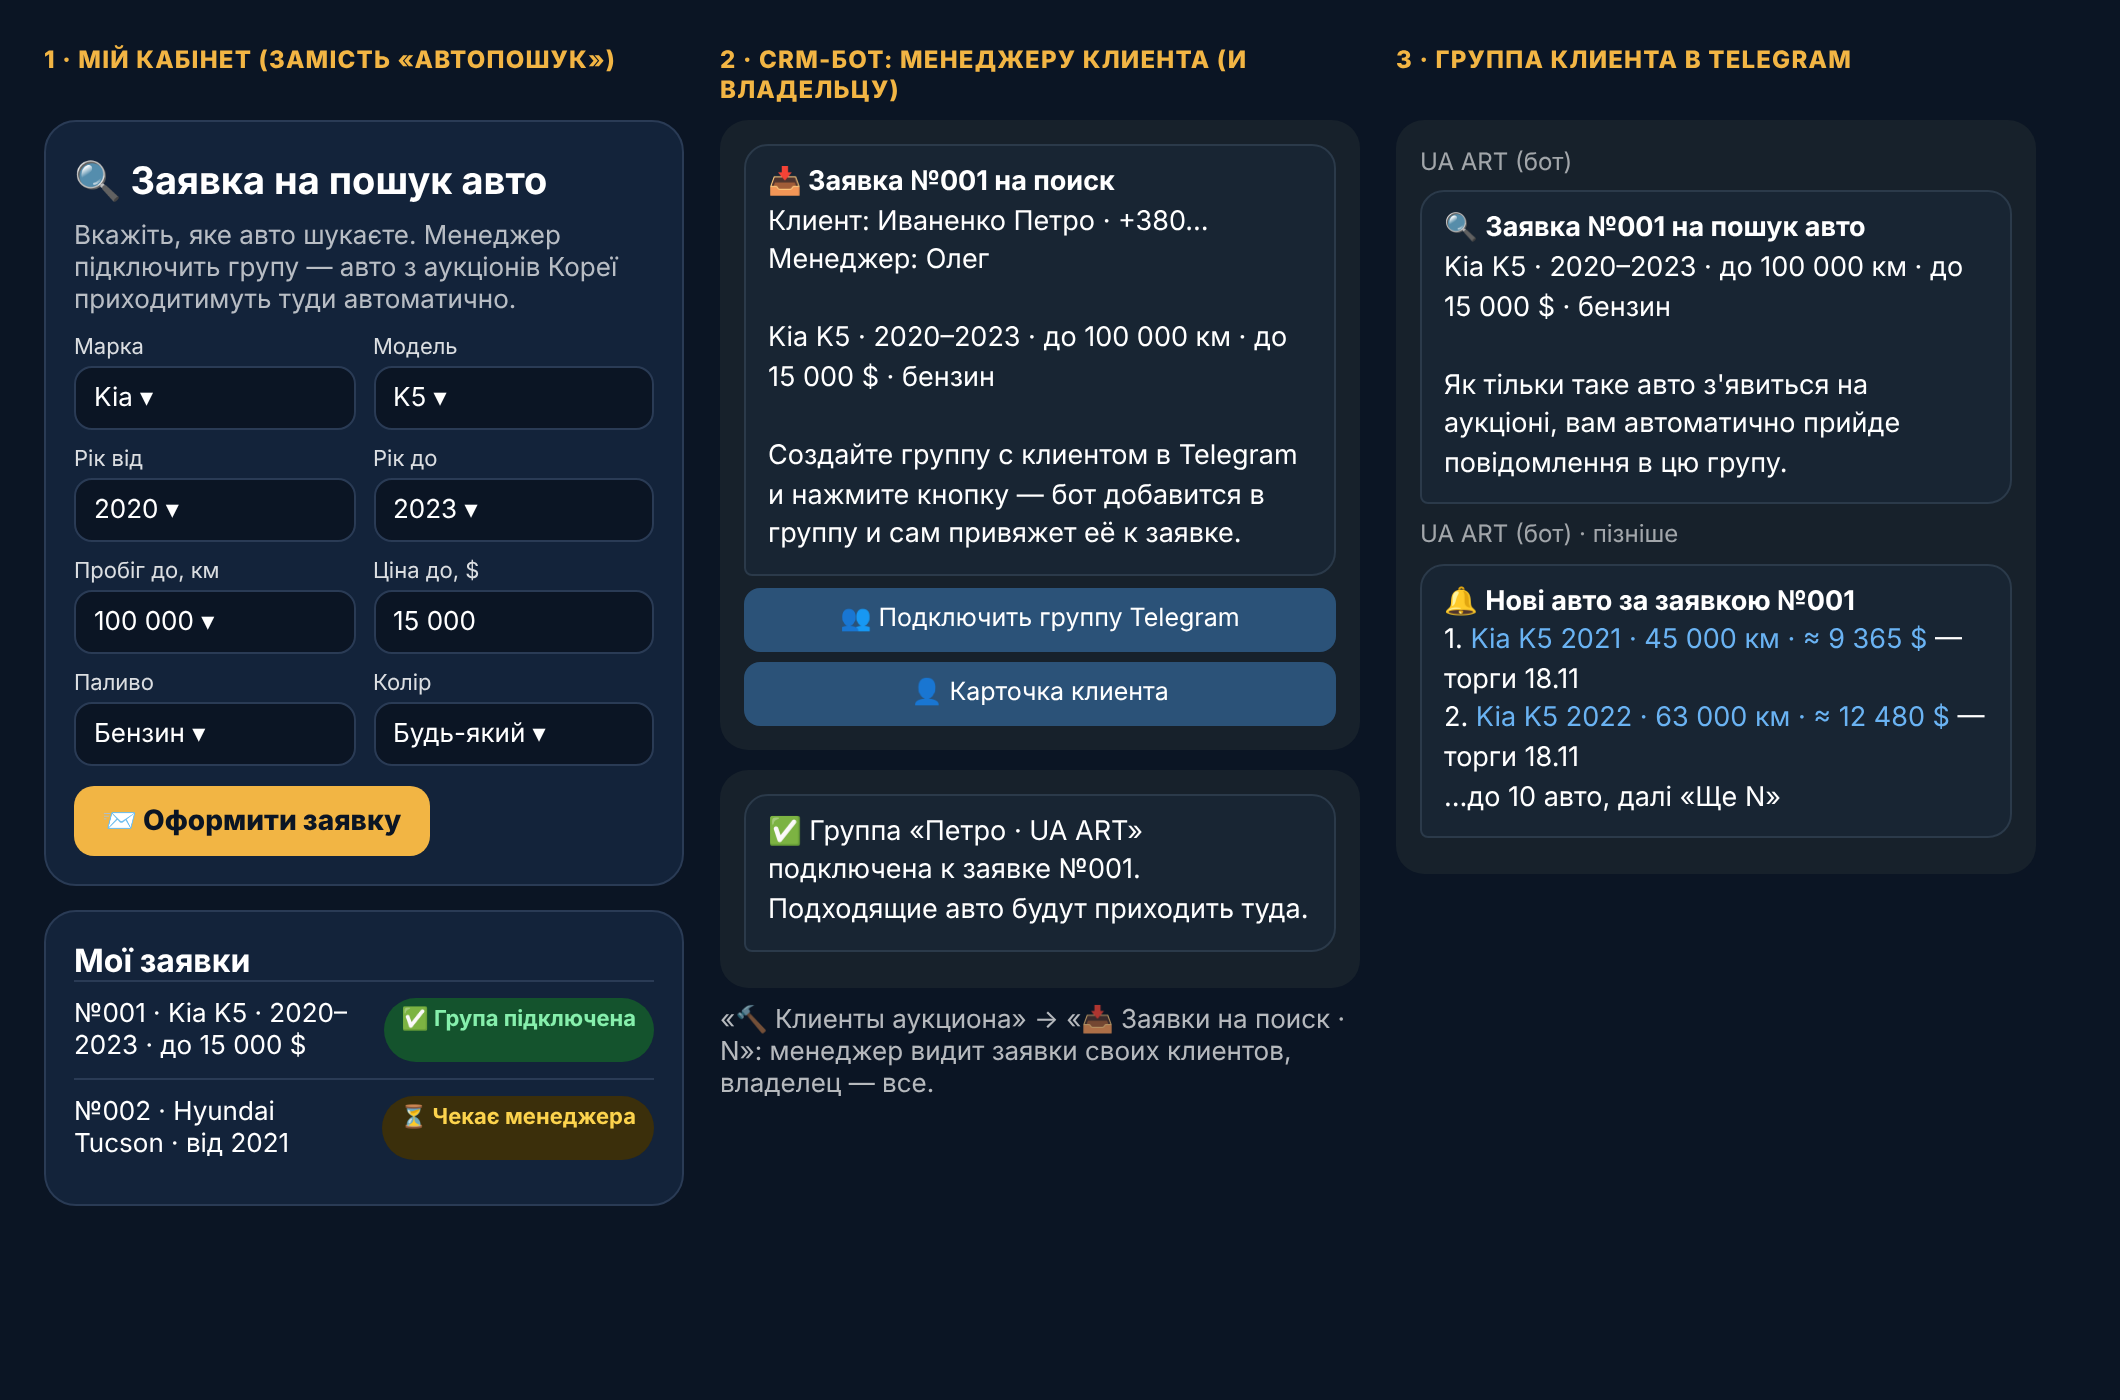 1 · МІЙ КАБІНЕТ (ЗАМІСТЬ «АВТОПОШУК»)
🔍 Заявка на пошук авто
Вкажіть, яке авто шукаєте. Менеджер
підключить групу — авто з аукціонів Кореї
приходитимуть туди автоматично.
Марка Модель
Kia ▾ K5 ▾
Рік від Рік до
2020 ▾ 2023 ▾
Пробіг до, км Ціна до, $
100 000 ▾ 15 000
Паливо Колір
Бензин ▾ Будь-який ▾
📨 Оформити заявку
Мої заявки
№001 · Kia K5 · 2020–
2023 · до 15 000 $
✅ Група підключена
№002 · Hyundai
Tucson · від 2021
⏳ Чекає менеджера
2 · CRM-БОТ: МЕНЕДЖЕРУ КЛИЕНТА (И
ВЛАДЕЛЬЦУ)
📥 Заявка №001 на поиск
Клиент: Иваненко Петро · +380...
Менеджер: Олег
Kia K5 · 2020–2023 · до 100 000 км · до
15 000 $ · бензин
Создайте группу с клиентом в Telegram
и нажмите кнопку — бот добавится в
группу и сам привяжет её к заявке.
👥 Подключить группу Telegram
👤 Карточка клиента
✅ Группа «Петро · UA ART»
подключена к заявке №001.
Подходящие авто будут приходить туда.
«🔨 Клиенты аукциона» → «📥 Заявки на поиск ·
N»: менеджер видит заявки своих клиентов,
владелец — все.
3 · ГРУППА КЛИЕНТА В TELEGRAM
UA ART (бот)
🔍 Заявка №001 на пошук авто
Kia K5 · 2020–2023 · до 100 000 км · до
15 000 $ · бензин
Як тільки таке авто з'явиться на
аукціоні, вам автоматично прийде
повідомлення в цю групу.
UA ART (бот) · пізніше
🔔 Нові авто за заявкою №001
1. Kia K5 2021 · 45 000 км · ≈ 9 365 $ —
торги 18.11
2. Kia K5 2022 · 63 000 км · ≈ 12 480 $ —
торги 18.11
...до 10 авто, далі «Ще N»